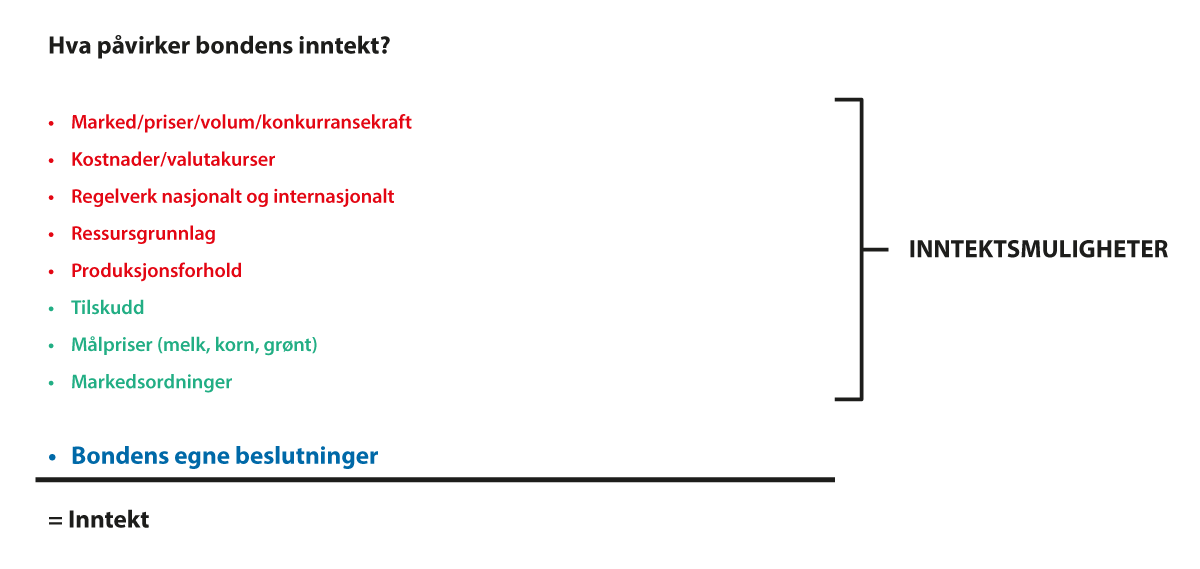 Hva påvirker bondens inntekt?
• Marked/priser/volum/konkurransekraft
• Kostnader/valutakurser
• Regelverk nasjonalt og internasjonalt
• Ressursgrunnlag
• Produksjonsforhold
• Tilskudd
• Målpriser (melk, korn, grønt)
• Markedsordninger
INNTEKTSMULIGHETER
• Bondens egne beslutninger
= Inntekt